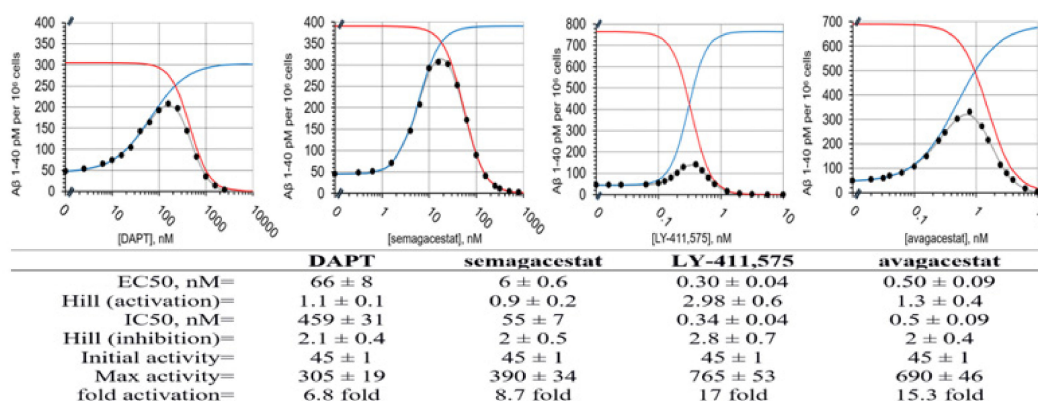 Aβ 1-40 pM per 10⁶ cells
400
350
300
250
200
150
100
50
0
0 10 100 1000 10000
[DAPT], nM
Aβ 1-40 pM per 10⁶ cells
400
350
300
250
200
150
100
50
0
0 1 10 100 1000
[semagacestat], nM
Aβ 1-40 pM per 10⁶ cells
800
700
600
500
400
300
200
100
0
0 0.1 1 10
[LY-411,575], nM
Aβ 1-40 pM per 10⁶ cells
700
600
500
400
300
200
100
0
0 0.1 1 10
[avagacestat], nM
DAPT semagacestat LY-411,575 avagacestat
EC50, nM= 66 ± 8 6 ± 0.6 0.30 ± 0.04 0.50 ± 0.09
Hill (activation)= 1.1 ± 0.1 0.9 ± 0.2 2.98 ± 0.6 1.3 ± 0.4
IC50, nM= 459 ± 31 55 ± 7 0.34 ± 0.04 0.5 ± 0.09
Hill (inhibition)= 2.1 ± 0.4 2 ± 0.5 2.8 ± 0.7 2 ± 0.4
Initial activity= 45 ± 1 45 ± 1 45 ± 1 45 ± 1
Max activity= 305 ± 19 390 ± 34 765 ± 53 690 ± 46
fold activation= 6.8 fold 8.7 fold 17 fold 15.3 fold